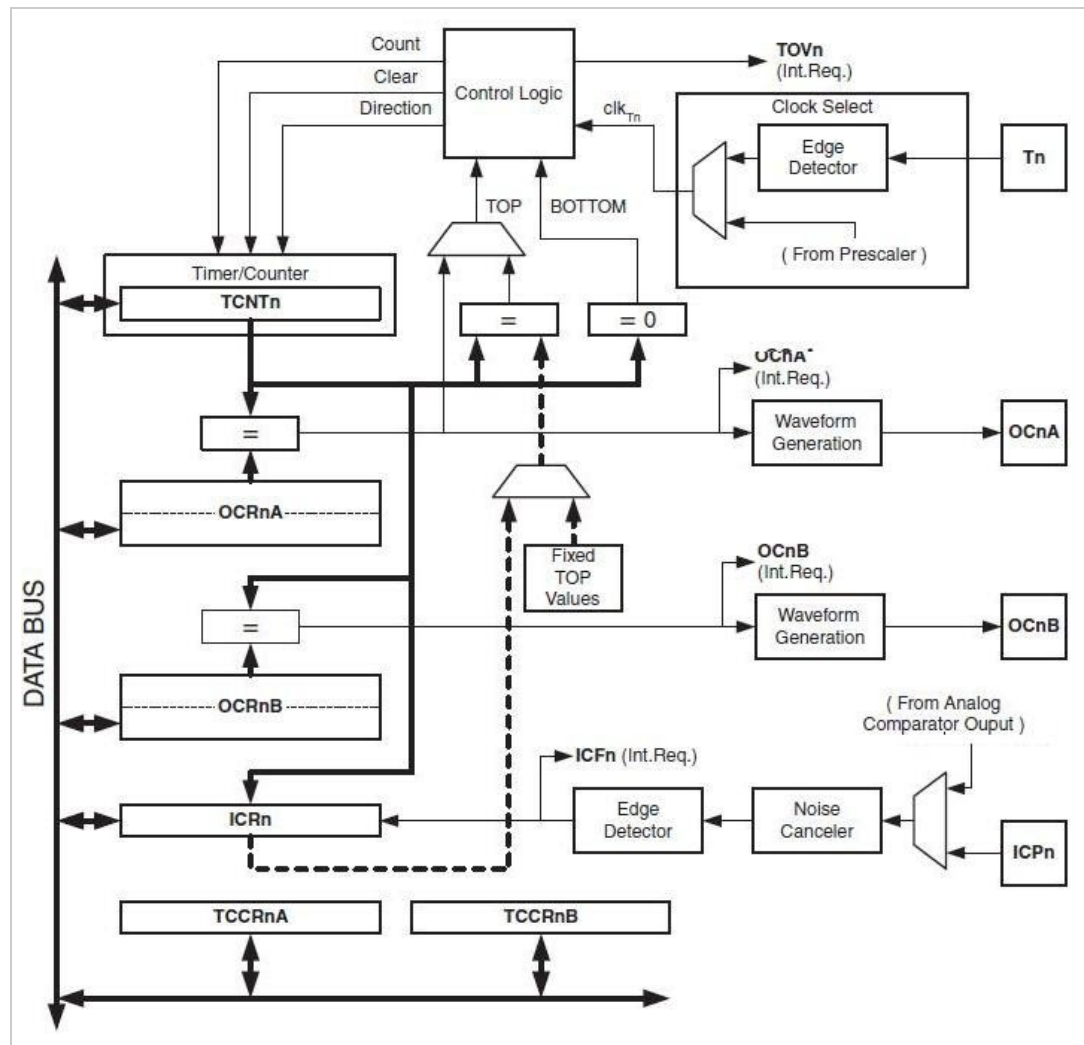 Count
Clear
Direction
Control Logic
TOVn
(Int.Req.)
clkTn
Clock Select
Edge
Detector
Tn
( From Prescaler )
TOP
BOTTOM
Timer/Counter
TCNTn
=
= 0
(Int.Req.)
=
Waveform
Generation
OCnA
OCRnA
Fixed
TOP
Values
OCnB
(Int.Req.)
=
Waveform
Generation
OCnB
OCRnB
DATA BUS
( From Analog
Comparator Ouput )
ICFn (Int.Req.)
ICRn
Edge
Detector
Noise
Canceler
ICPn
TCCRnA
TCCRnB